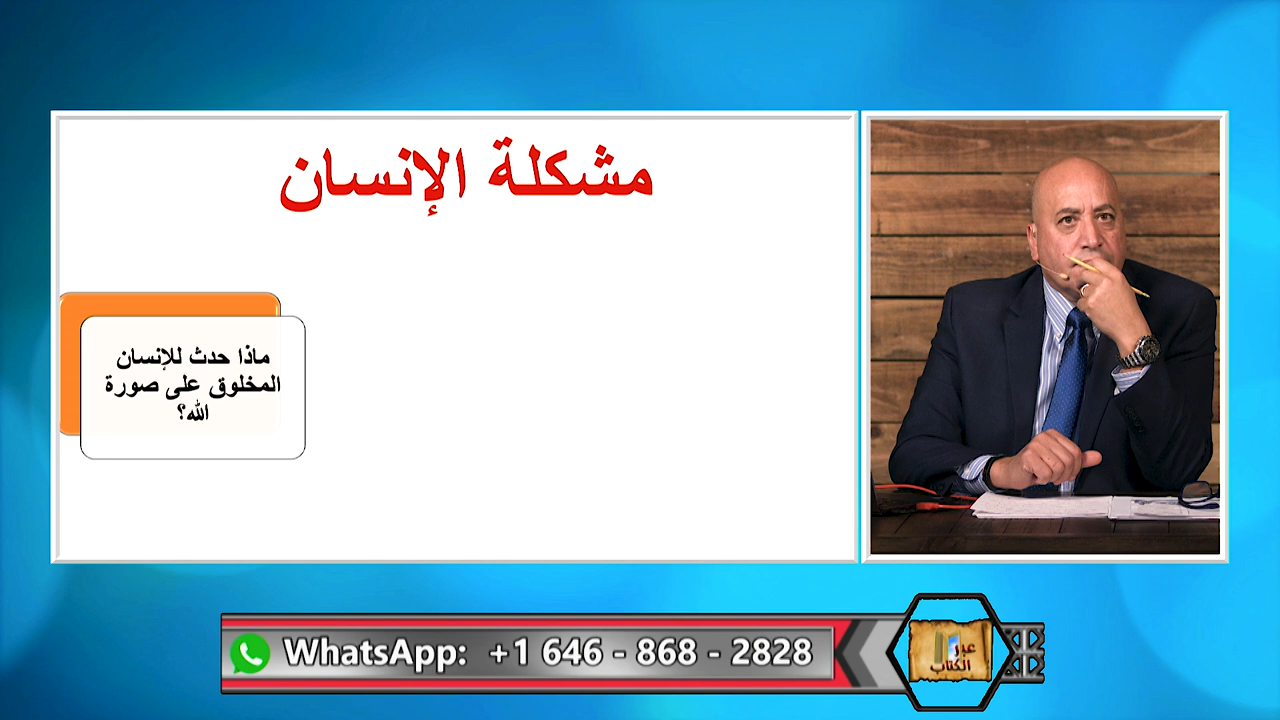 مشكلة الإنسان
ماذا حدث للإنسان
المخلوق على صورة
الله؟
WhatsApp: +1 646 - 868 - 2828
عبر
الكتاب